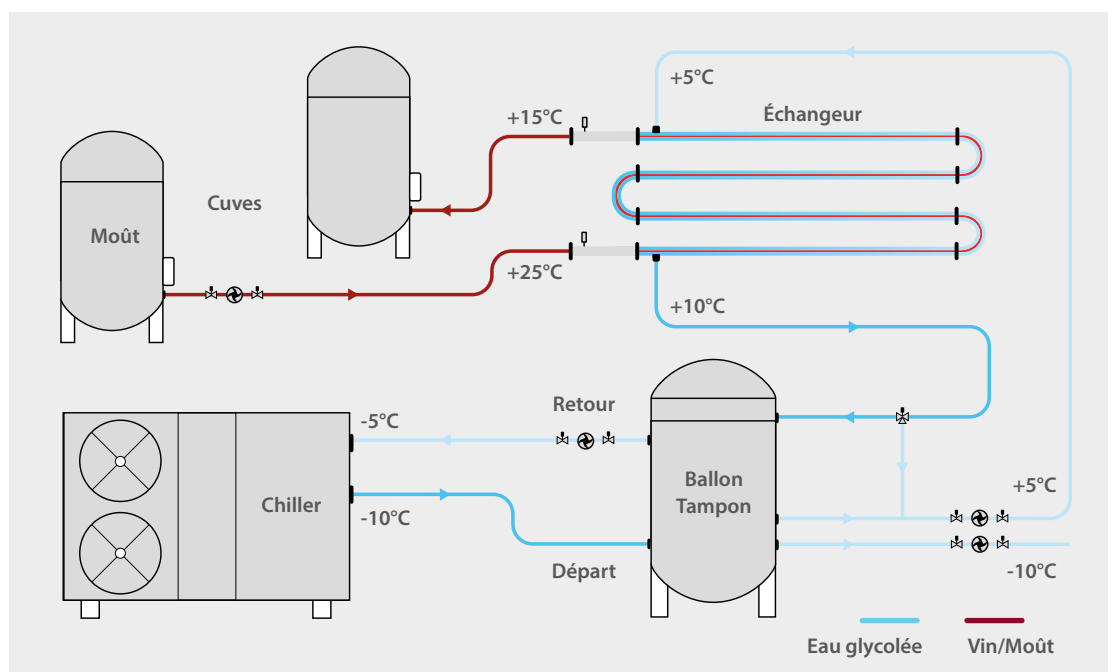 +5°C
+15°C
Échangeur
Cuves
Moût
+25°C
+10°C
Retour
-5°C
Ballon
Tampon
+5°C
Chiller
-10°C
Départ
-10°C
Eau glycolée
Vin/Moût